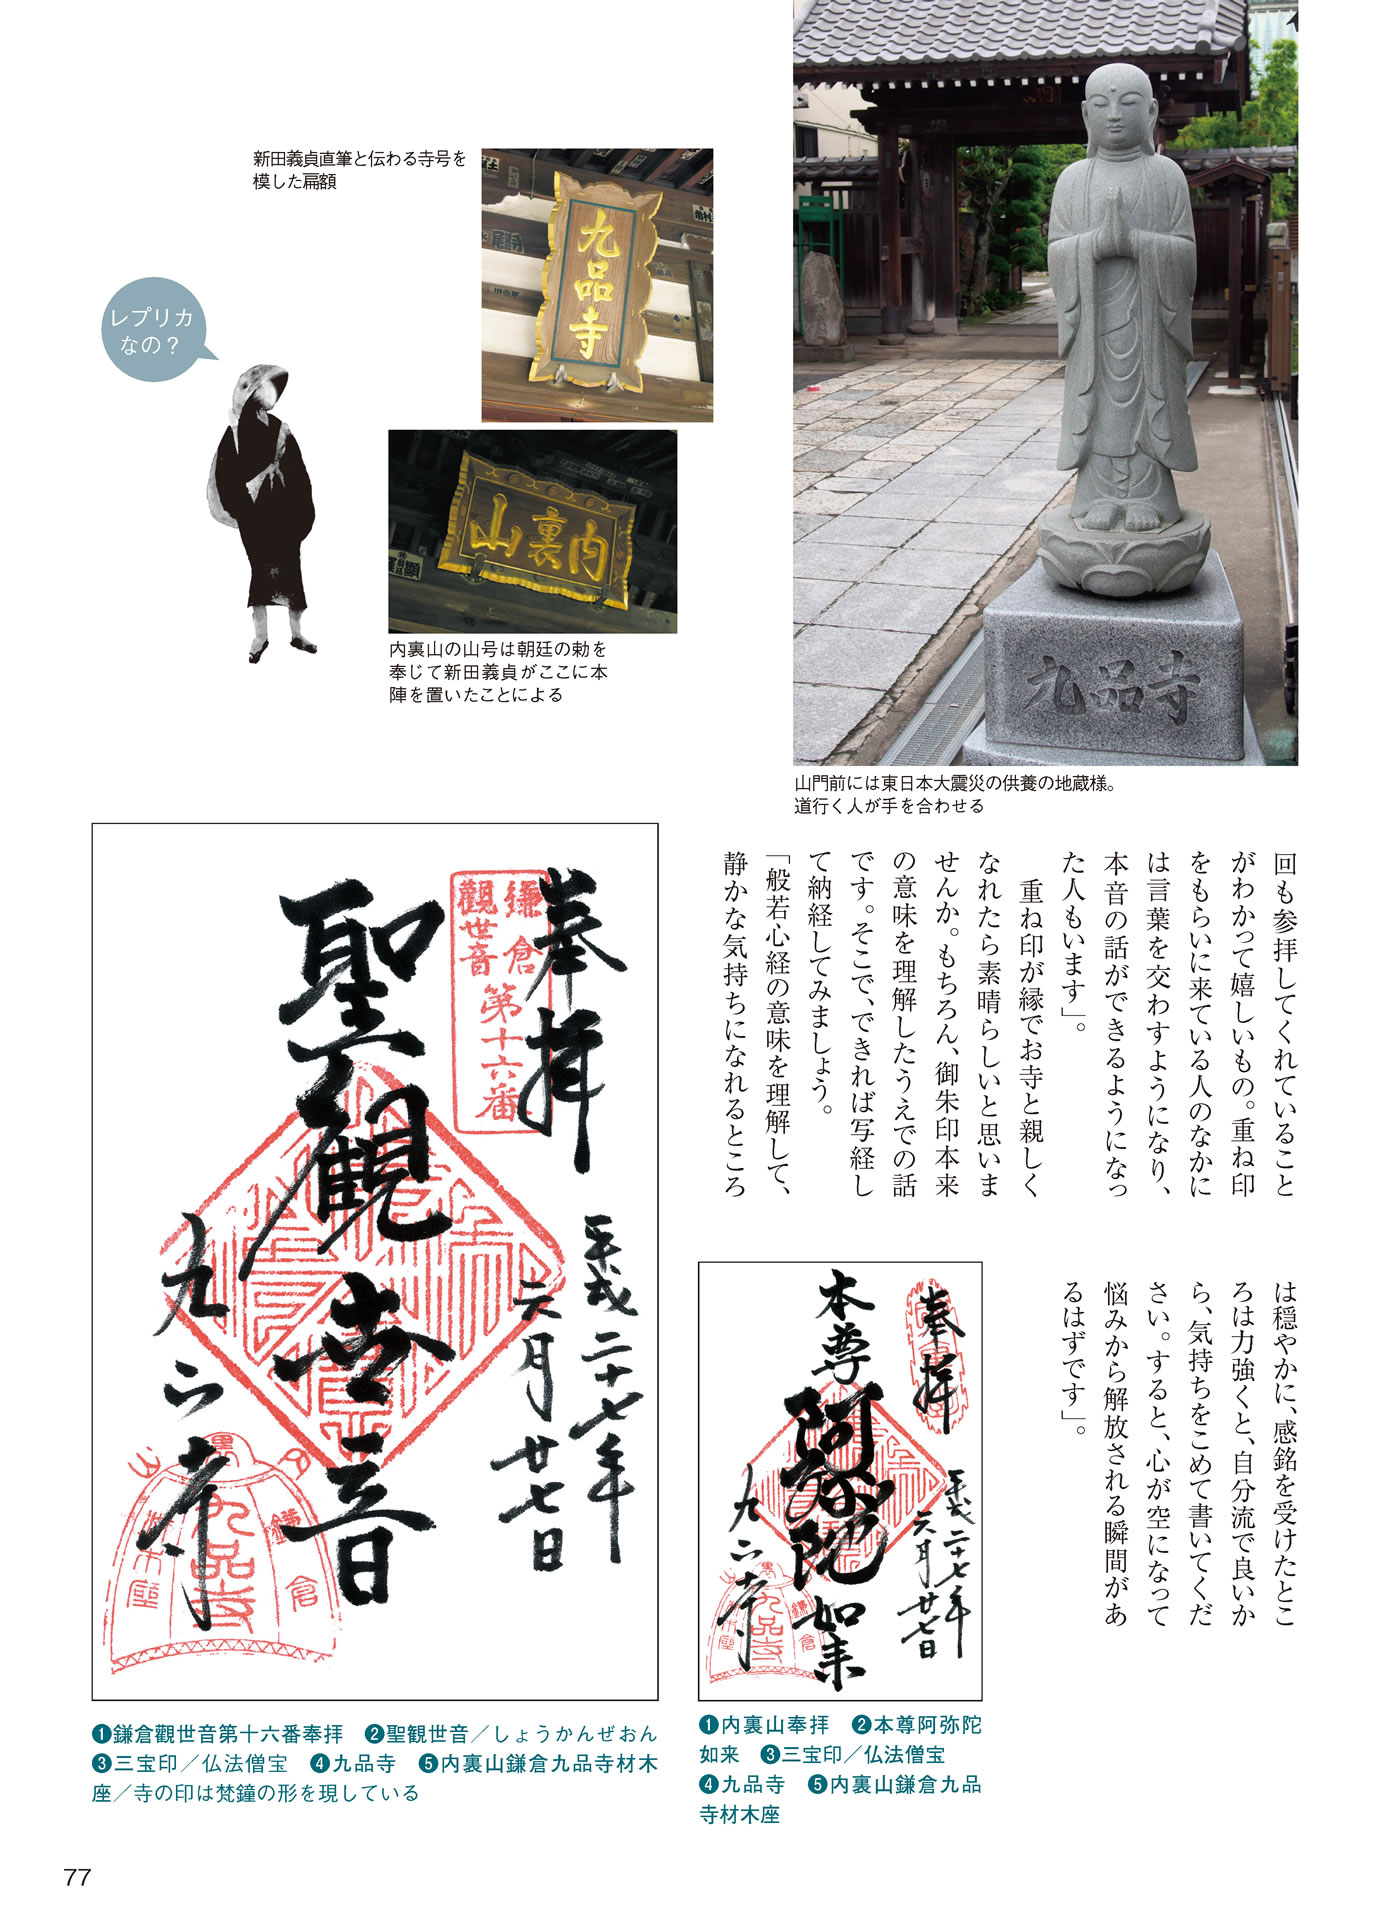 新田義貞直筆と伝わる寺号を
模した扁額
九品寺
レプリカ
なの？
内裏山
内裏山の山号は朝廷の勅を
奉じて新田義貞がここに本
陣を置いたことによる
九品寺
山門前には東日本大震災の供養の地蔵様。
道行く人が手を合わせる
回も参拝してくれていること
がわかって嬉しいもの。重ね印
をもらいに来ている人のなかに
は言葉を交わすようになり、
本音の話ができるようになっ
た人もいます」。
重ね印が縁でお寺と親しく
なれたら素晴らしいと思いま
せんか。もちろん、御朱印本来
の意味を理解したうえでの話
です。そこで、できれば写経し
て納経してみましょう。
「般若心経の意味を理解して、
静かな気持ちになれるところ
は穏やかに、感銘を受けたとこ
ろは力強くと、自分流で良いか
ら、気持ちをこめて書いてくだ
さい。すると、心が空になって
悩みから解放される瞬間があ
るはずです」。
奉拝
鎌倉
觀世音
第十六番
聖観世音
平成二十七年
六月廿七日
九品寺
九品寺
鎌倉
材木座
❶鎌倉觀世音第十六番奉拝　❷聖観世音／しょうかんぜおん
❸三宝印／仏法僧宝　❹九品寺　❺内裏山鎌倉九品寺材木
座／寺の印は梵鐘の形を現している
奉拝
本尊
阿弥陀如来
平成二十七年
六月廿七日
九品寺
九品寺
鎌倉
❶内裏山奉拝　❷本尊阿弥陀
如来　❸三宝印／仏法僧宝
❹九品寺　❺内裏山鎌倉九品
寺材木座
77